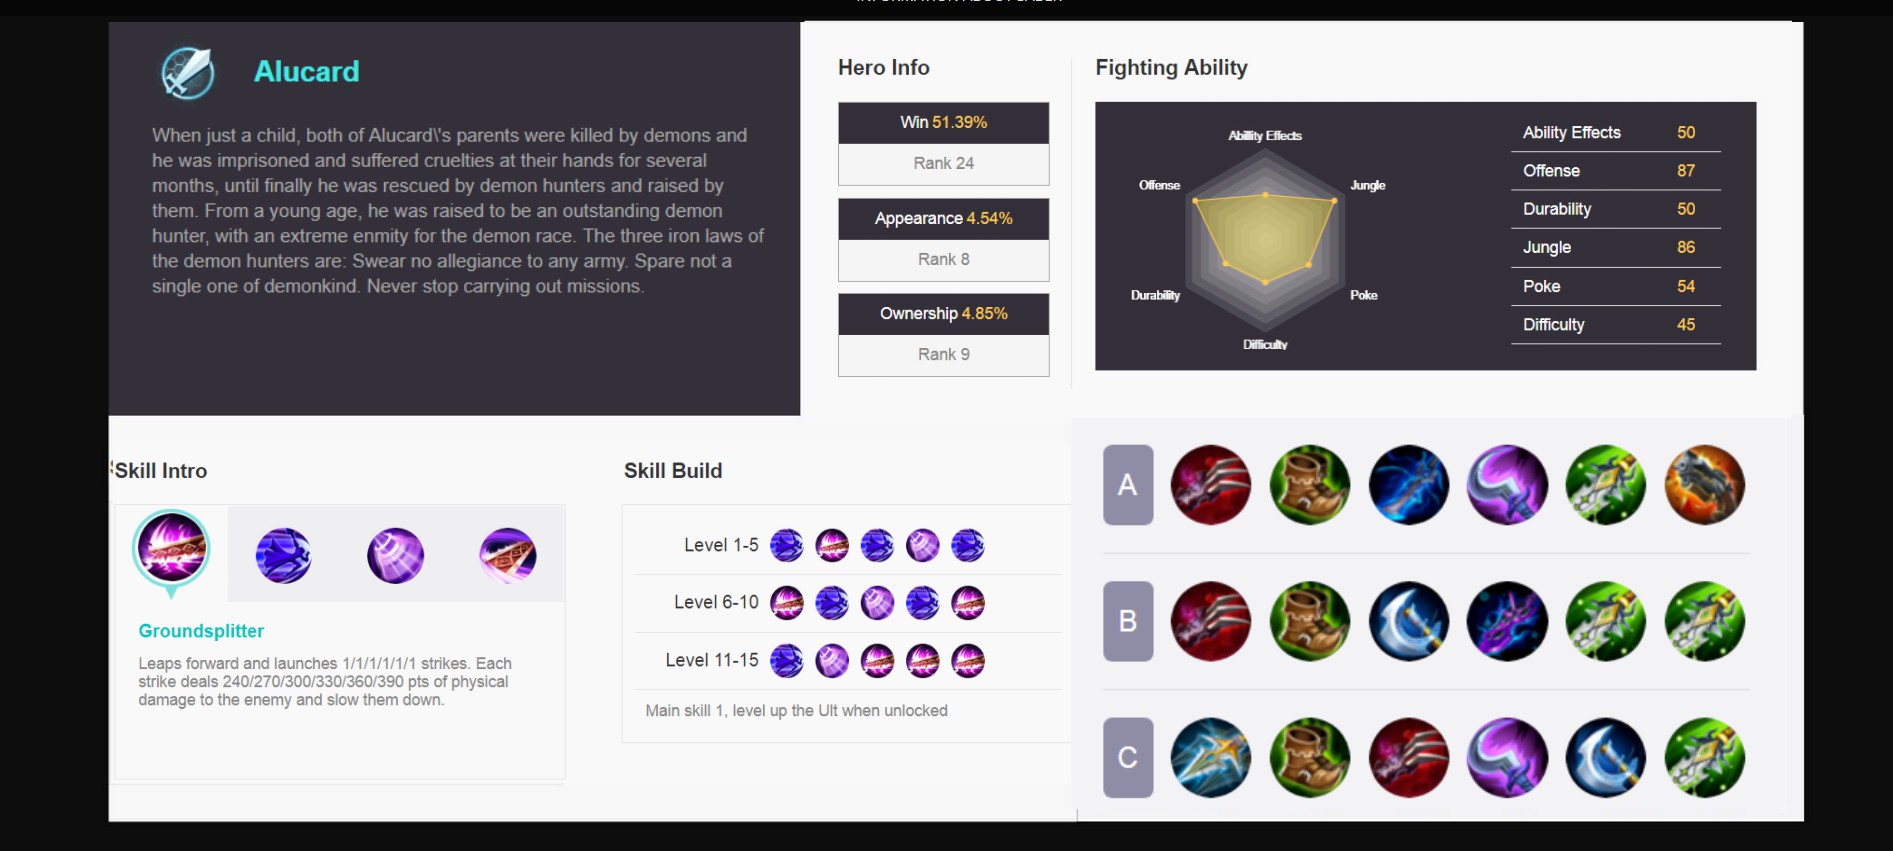 INFORMATION ABOUT SABER
Alucard
When just a child, both of Alucard\'s parents were killed by demons and
he was imprisoned and suffered cruelties at their hands for several
months, until finally he was rescued by demon hunters and raised by
them. From a young age, he was raised to be an outstanding demon
hunter, with an extreme enmity for the demon race. The three iron laws of
the demon hunters are: Swear no allegiance to any army. Spare not a
single one of demonkind. Never stop carrying out missions.
Hero Info
Win 51.39%
Rank 24
Appearance 4.54%
Rank 8
Ownership 4.85%
Rank 9
Fighting Ability
Ability Effects
Offense
Jungle
Durability
Poke
Difficulty
Ability Effects 50
Offense 87
Durability 50
Jungle 86
Poke 54
Difficulty 45
Skill Intro
Groundsplitter
Leaps forward and launches 1/1/1/1/1/1 strikes. Each
strike deals 240/270/300/330/360/390 pts of physical
damage to the enemy and slow them down.
Skill Build
Level 1-5
Level 6-10
Level 11-15
Main skill 1, level up the Ult when unlocked
A
B
C